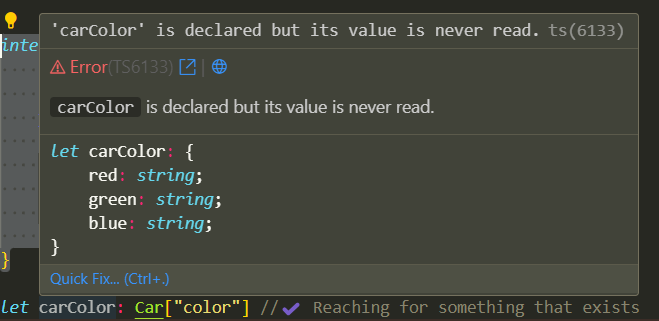 'carColor' is declared but its value is never read. ts(6133)
inte
Error(TS6133) |
carColor is declared but its value is never read.
let carColor: {
red: string;
green: string;
blue: string;
}
}
Quick Fix... (Ctrl+.)
let carColor: Car["color"] //✔ Reaching for something that exists